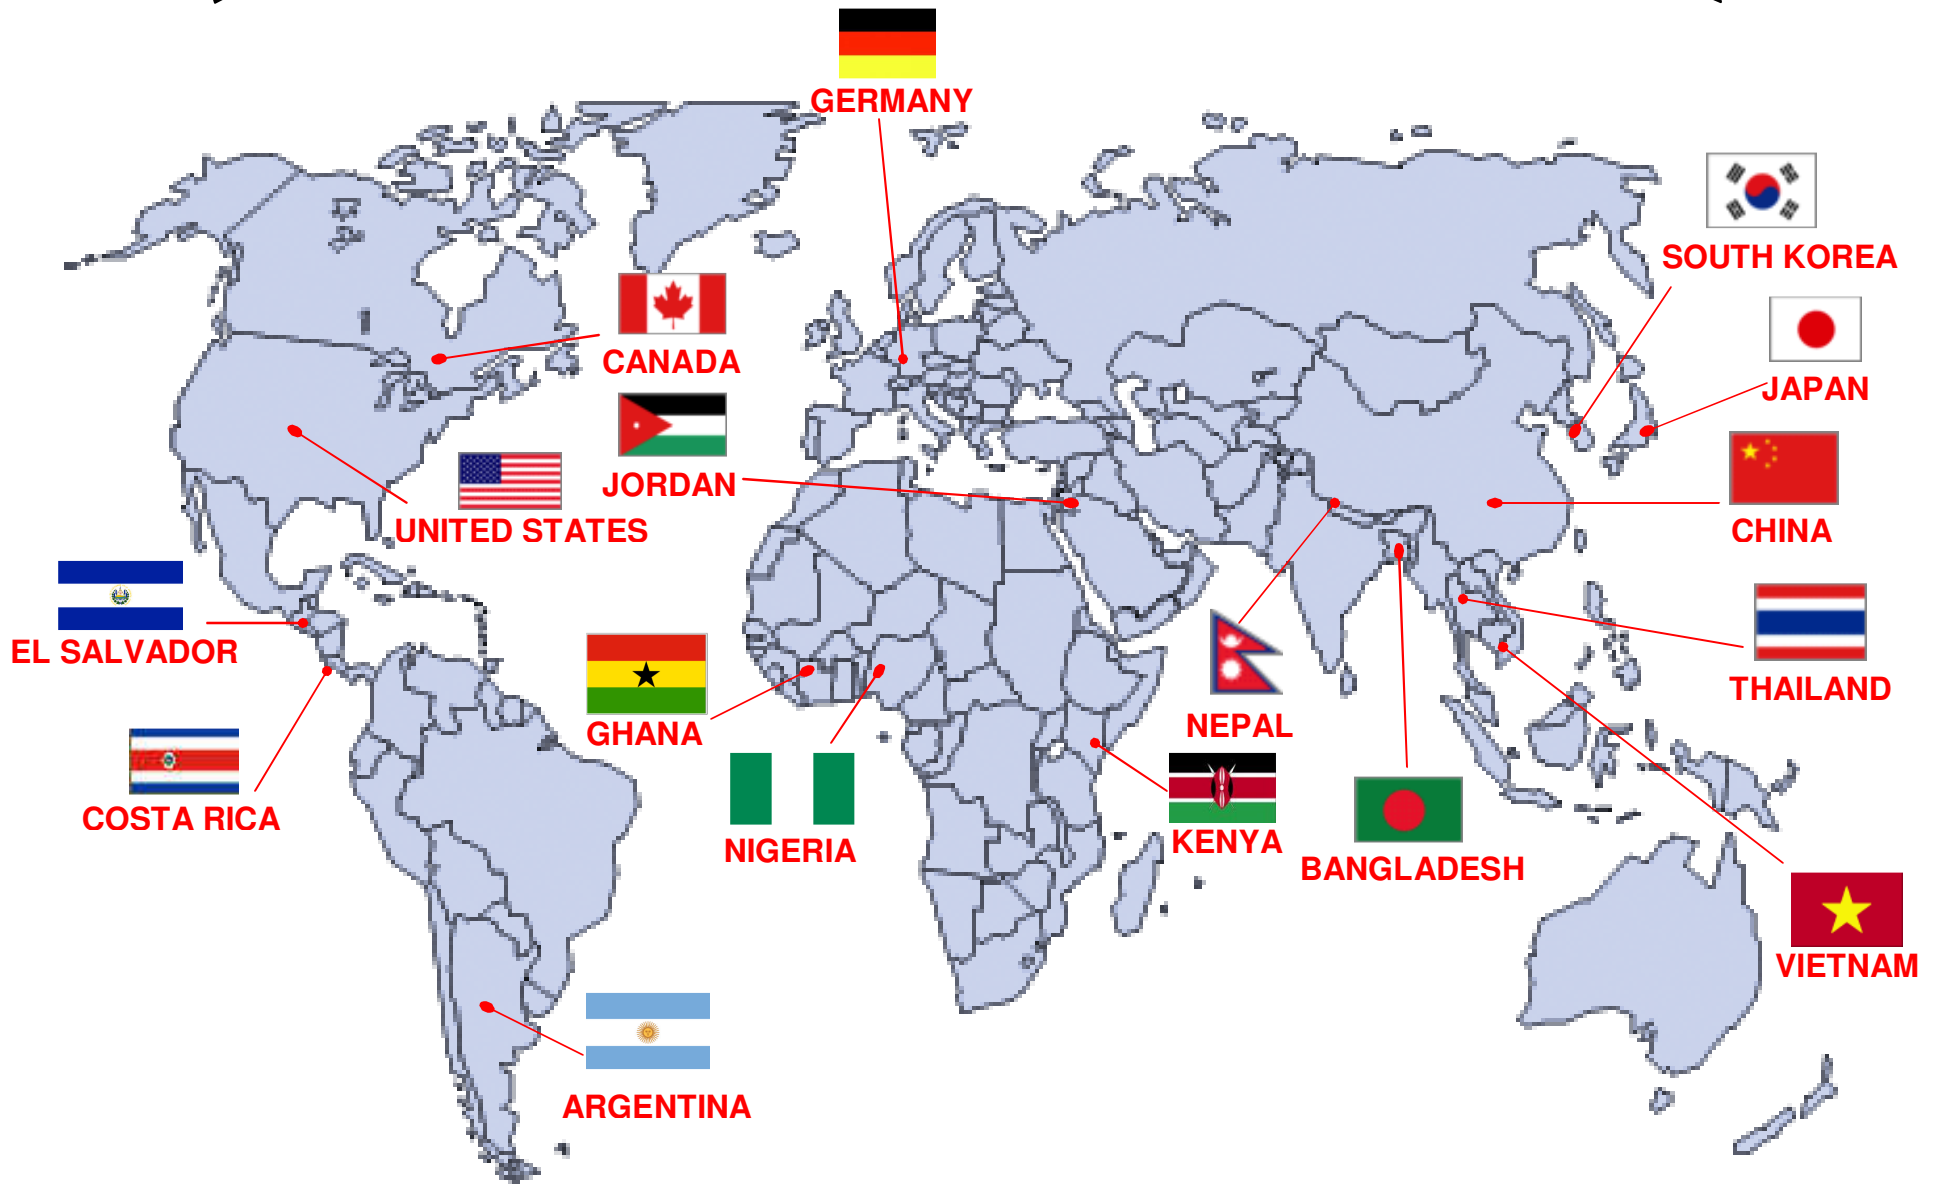 GERMANY
SOUTH KOREA
CANADA
JAPAN
JORDAN
UNITED STATES
CHINA
EL SALVADOR
THAILAND
GHANA
NEPAL
COSTA RICA
NIGERIA
KENYA
BANGLADESH
VIETNAM
ARGENTINA